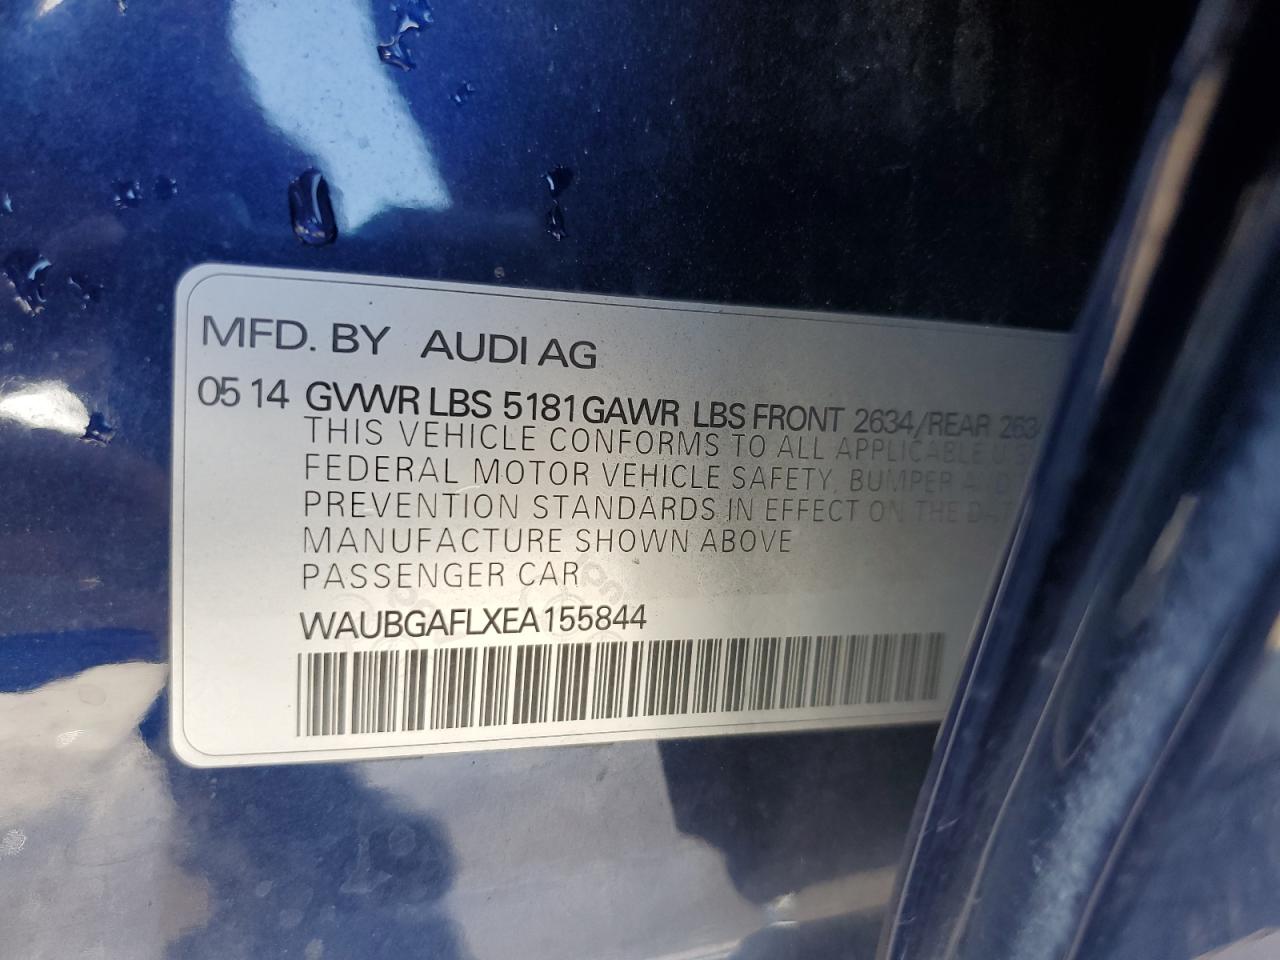 MFD. BY AUDI AG
05 14 GVWR LBS 5181 GAWR LBS FRONT 2634/REAR
THIS VEHICLE CONFORMS TO ALL APPLICABLE
FEDERAL MOTOR VEHICLE SAFETY, BUMPER
PREVENTION STANDARDS IN EFFECT ON THE
MANUFACTURE SHOWN ABOVE
PASSENGER CAR
WAUBGAFLXEA155844